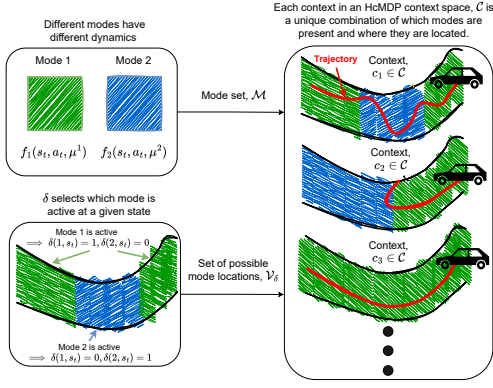 Different modes have
different dynamics
Mode 1 Mode 2
f₁(sₜ, aₜ, μ¹) f₂(sₜ, aₜ, μ²)
δ selects which mode is
active at a given state
Mode 1 is active
⟹ δ(1, sₜ) = 1, δ(2, sₜ) = 0
Mode 2 is active
⟹ δ(1, sₜ) = 0, δ(2, sₜ) = 1
Mode set, ℳ
Set of possible
mode locations, 𝒱_δ
Each context in an HcMDP context space, 𝒞 is
a unique combination of which modes are
present and where they are located.
Trajectory
Context,
c₁ ∈ 𝒞
Context,
c₂ ∈ 𝒞
Context,
c₃ ∈ 𝒞